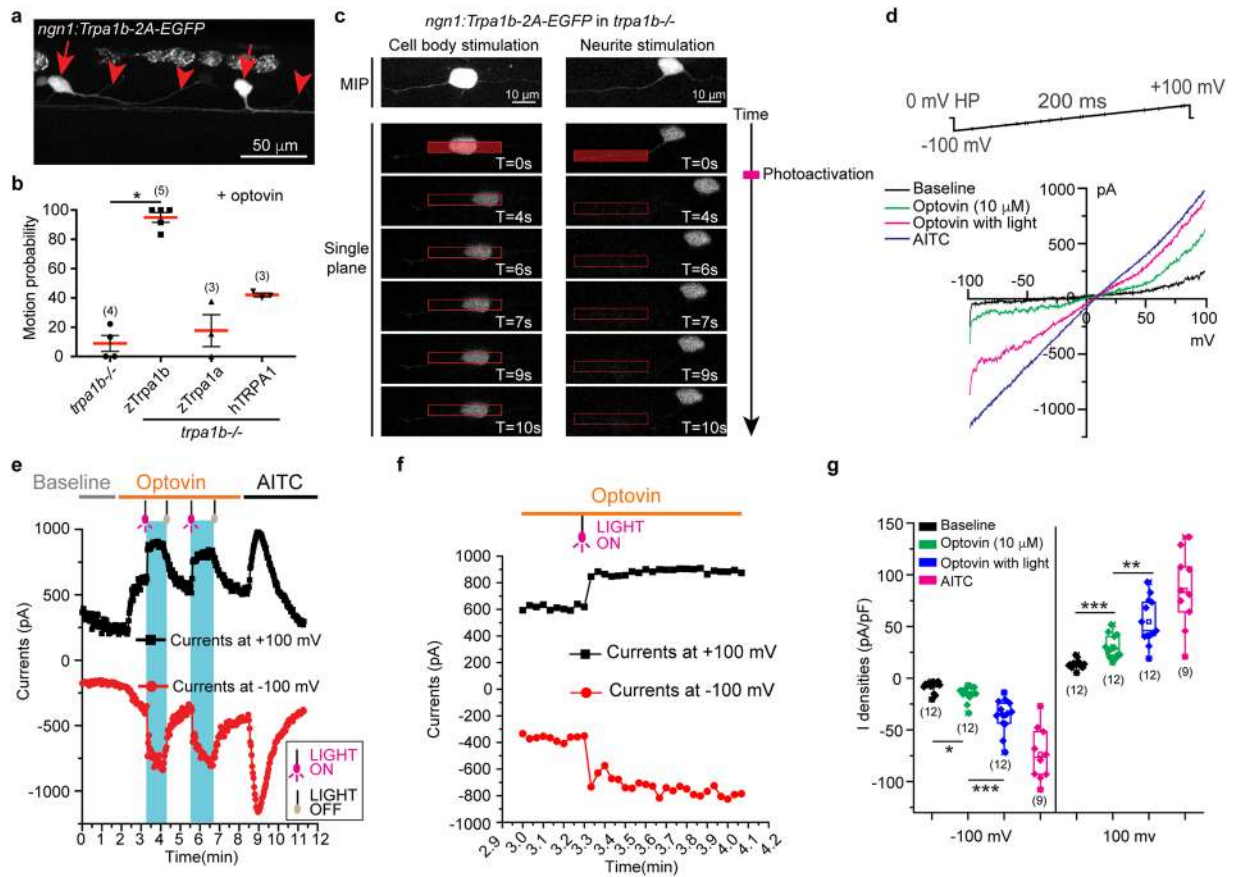 a
ngn1:Trpa1b-2A-EGFP
50 μm
b
+ optovin
*
(5)
(4)
(3)
(3)
Motion probability
100
80
60
40
20
0
trpa1b-/-
zTrpa1b
zTrpa1a
hTRPA1
trpa1b-/-
c
ngn1:Trpa1b-2A-EGFP in trpa1b-/-
Cell body stimulation
Neurite stimulation
MIP
10 μm
10 μm
Time
Photoactivation
Single plane
T=0s
T=0s
T=4s
T=4s
T=6s
T=6s
T=7s
T=7s
T=9s
T=9s
T=10s
T=10s
d
0 mV HP
200 ms
+100 mV
-100 mV
Baseline
Optovin (10 μM)
Optovin with light
AITC
pA
1000
500
0
-500
-1000
-100
-50
0
50
100
mV
e
Baseline
Optovin
AITC
Currents at +100 mV
Currents at -100 mV
LIGHT ON
LIGHT OFF
Currents (pA)
1000
500
0
-500
-1000
0 1 2 3 4 5 6 7 8 9 10 11 12
Time(min)
f
Optovin
LIGHT ON
Currents at +100 mV
Currents at -100 mV
Currents (pA)
1000
800
600
400
200
0
-200
-400
-600
-800
-1000
2.9 3.0 3.1 3.2 3.3 3.4 3.5 3.6 3.7 3.8 3.9 4.0 4.1 4.2
Time(min)
g
Baseline
Optovin (10 μM)
Optovin with light
AITC
I densities (pA/pF)
150
125
100
75
50
25
0
-25
-50
-75
-100
(12)
(12)
(12)
(9)
*
***
***
**
(12)
(12)
(12)
(9)
-100 mV
100 mv